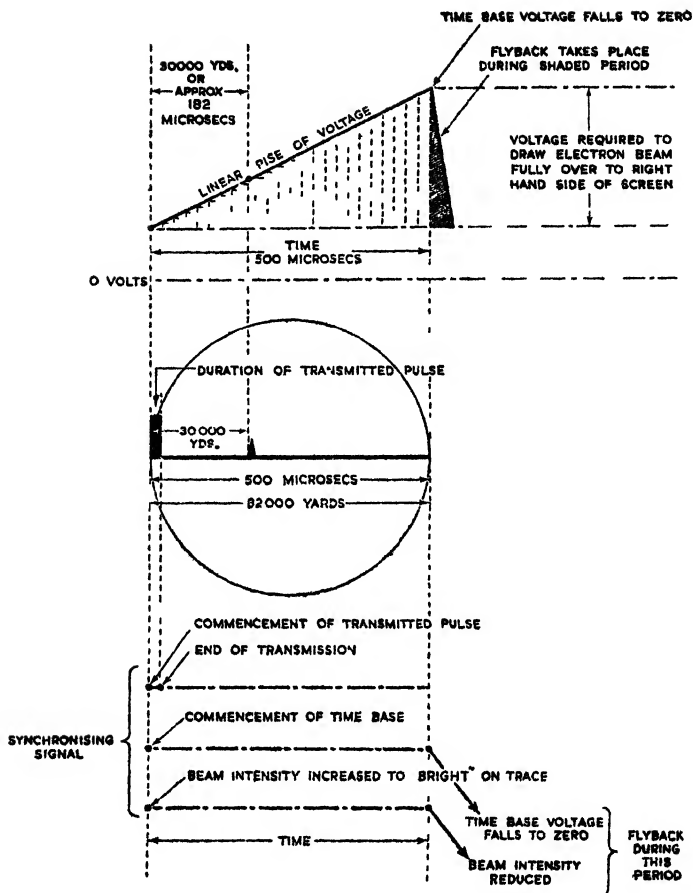 TIME BASE VOLTAGE FALLS TO ZERO
FLYBACK TAKES PLACE
DURING SHADED PERIOD
30000 YDS.
OR
APPROX
182
MICROSECS
LINEAR RISE OF VOLTAGE
VOLTAGE REQUIRED TO
DRAW ELECTRON BEAM
FULLY OVER TO RIGHT
HAND SIDE OF SCREEN
TIME
500 MICROSECS
O VOLTS
DURATION OF TRANSMITTED PULSE
30000
YDS.
500 MICROSECS
82000 YARDS
COMMENCEMENT OF TRANSMITTED PULSE
END OF TRANSMISSION
SYNCHRONISING
SIGNAL
COMMENCEMENT OF TIME BASE
BEAM INTENSITY INCREASED TO "BRIGHT" ON TRACE
TIME
TIME BASE VOLTAGE
FALLS TO ZERO
BEAM INTENSITY
REDUCED
FLYBACK
DURING
THIS
PERIOD